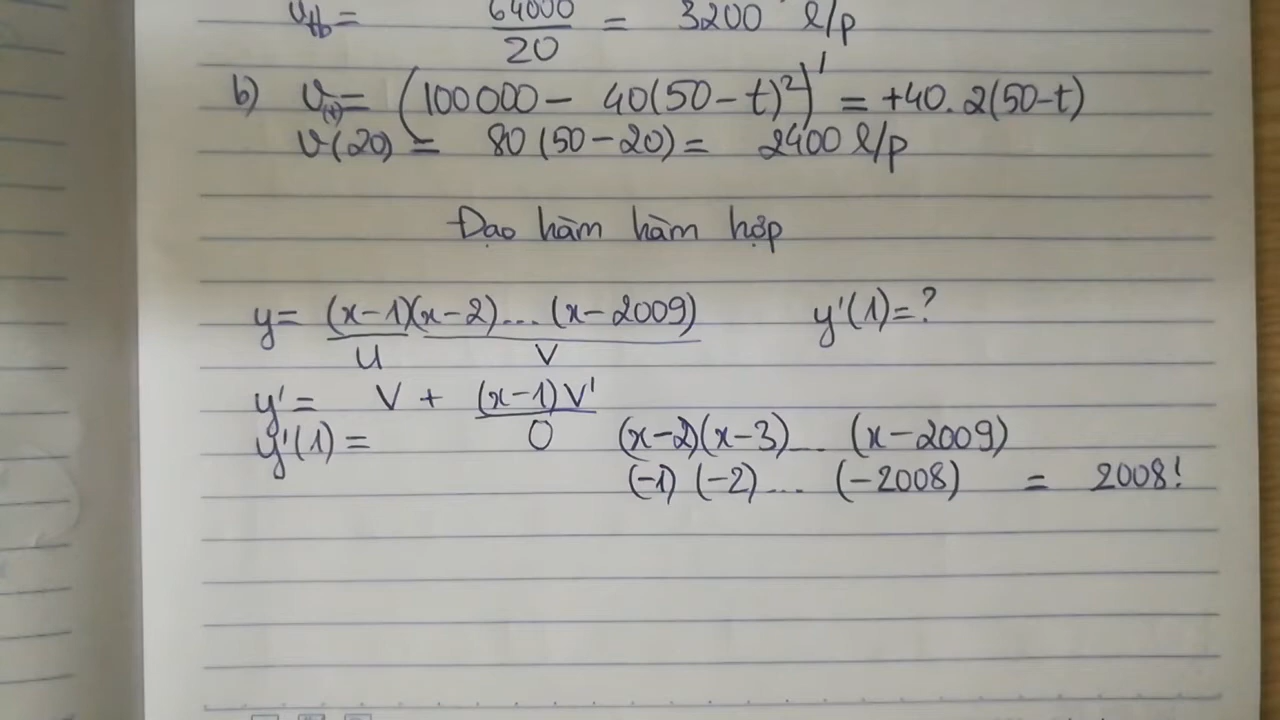 v_tb = 64000/20 = 3200 l/p
b) v(t) = (100000 - 40(50-t)²)' = +40.2(50-t)
v(20) = 80(50-20) = 2400 l/p
Đạo hàm hàm hợp
y = (x-1)(x-2)... (x-2009) y'(1)=?
u v
y' = v + (x-1)v'
y'(1) = 0 (x-2)(x-3)... (x-2009)
(-1)(-2)... (-2008) = 2008!